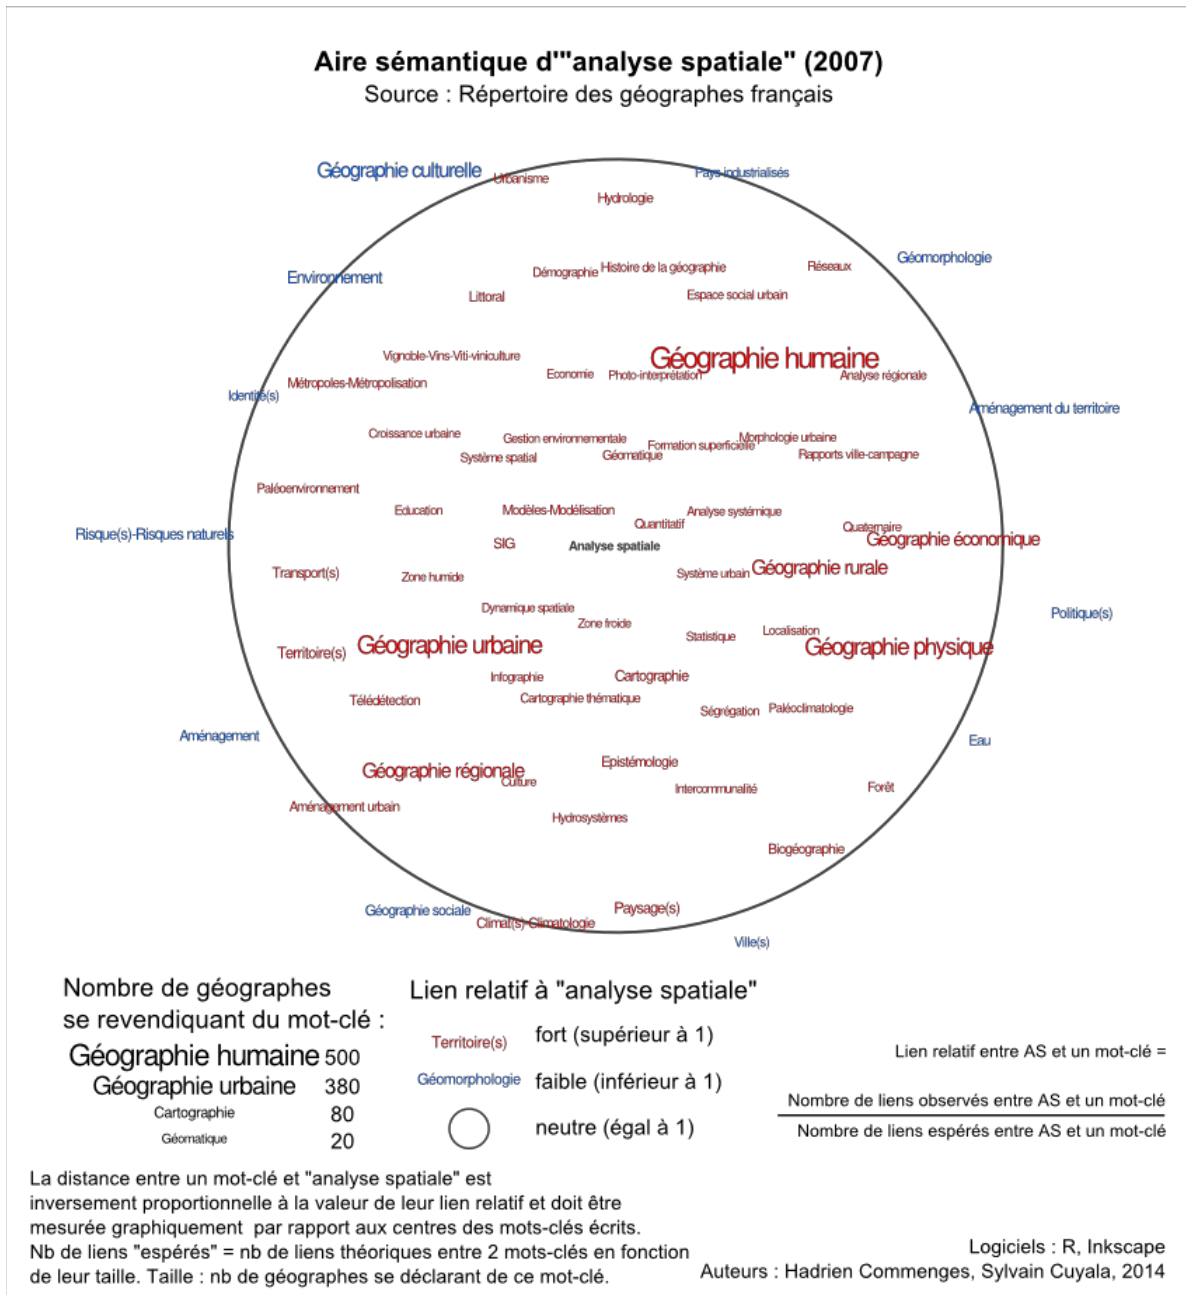 Aire sémantique d'"analyse spatiale" (2007)
Source : Répertoire des géographes français
Géographie culturelle
Urbanisme
Pays industrialisés
Hydrologie
Géomorphologie
Environnement
Démographie
Histoire de la géographie
Réseaux
Littoral
Espace social urbain
Vignoble-Vins-Viti-viniculture
Géographie humaine
Métropoles-Métropolisation
Economie
Photo-interprétation
Analyse régionale
Identité(s)
Aménagement du territoire
Croissance urbaine
Gestion environnementale
Formation superficielle
Morphologie urbaine
Système spatial
Géomatique
Rapports ville-campagne
Paléoenvironnement
Education
Modèles-Modélisation
Quantitatif
Analyse systémique
Quaternaire
Risque(s)-Risques naturels
SIG
Analyse spatiale
Géographie économique
Transport(s)
Zone humide
Système urbain
Géographie rurale
Dynamique spatiale
Zone froide
Politique(s)
Territoire(s)
Géographie urbaine
Statistique
Localisation
Géographie physique
Infographie
Cartographie
Télédétection
Cartographie thématique
Ségrégation
Paléoclimatologie
Aménagement
Eau
Géographie régionale
Culture
Epistémologie
Intercommunalité
Forêt
Aménagement urbain
Hydrosystèmes
Biogéographie
Géographie sociale
Climat(s)-Climatologie
Paysage(s)
Ville(s)
Nombre de géographes
se revendiquant du mot-clé :
Géographie humaine 500
Géographie urbaine 380
Cartographie 80
Géomatique 20
Lien relatif à "analyse spatiale"
Territoire(s) fort (supérieur à 1)
Géomorphologie faible (inférieur à 1)
neutre (égal à 1)
Lien relatif entre AS et un mot-clé =
Nombre de liens observés entre AS et un mot-clé
Nombre de liens espérés entre AS et un mot-clé
La distance entre un mot-clé et "analyse spatiale" est
inversement proportionnelle à la valeur de leur lien relatif et doit être
mesurée graphiquement par rapport aux centres des mots-clés écrits.
Nb de liens "espérés" = nb de liens théoriques entre 2 mots-clés en fonction
de leur taille. Taille : nb de géographes se déclarant de ce mot-clé.
Logiciels : R, Inkscape
Auteurs : Hadrien Commenges, Sylvain Cuyala, 2014